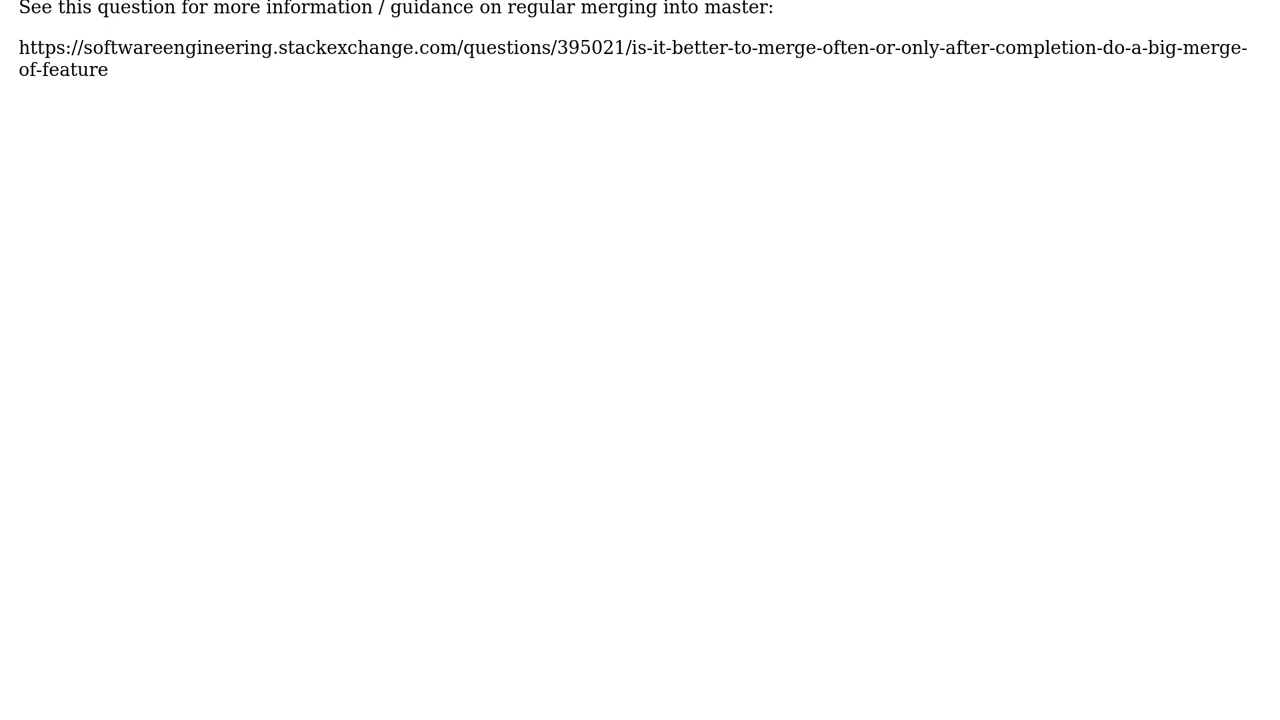 See this question for more information / guidance on regular merging into master:
https://softwareengineering.stackexchange.com/questions/395021/is-it-better-to-merge-often-or-only-after-completion-do-a-big-merge-
of-feature